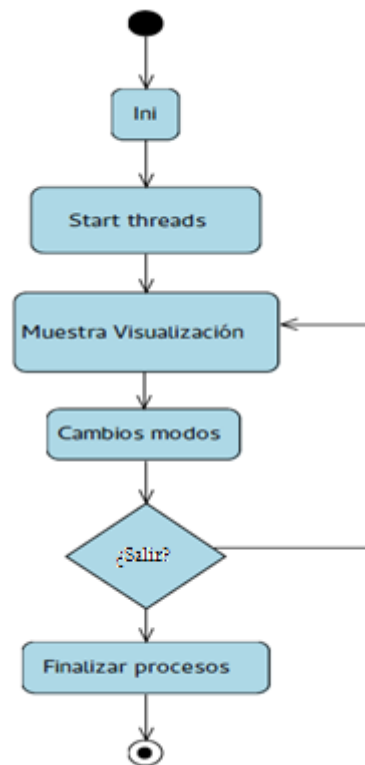 Ini
Start threads
Muestra Visualización
Cambios modos
¿Salir?
Finalizar procesos